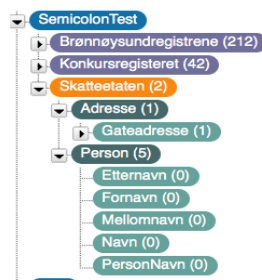 SemicolonTest
Brønnøysundregistrene (212)
Konkursregisteret (42)
Skatteetaten (2)
Adresse (1)
Gateadresse (1)
Person (5)
Etternavn (0)
Fornavn (0)
Mellomnavn (0)
Navn (0)
PersonNavn (0)